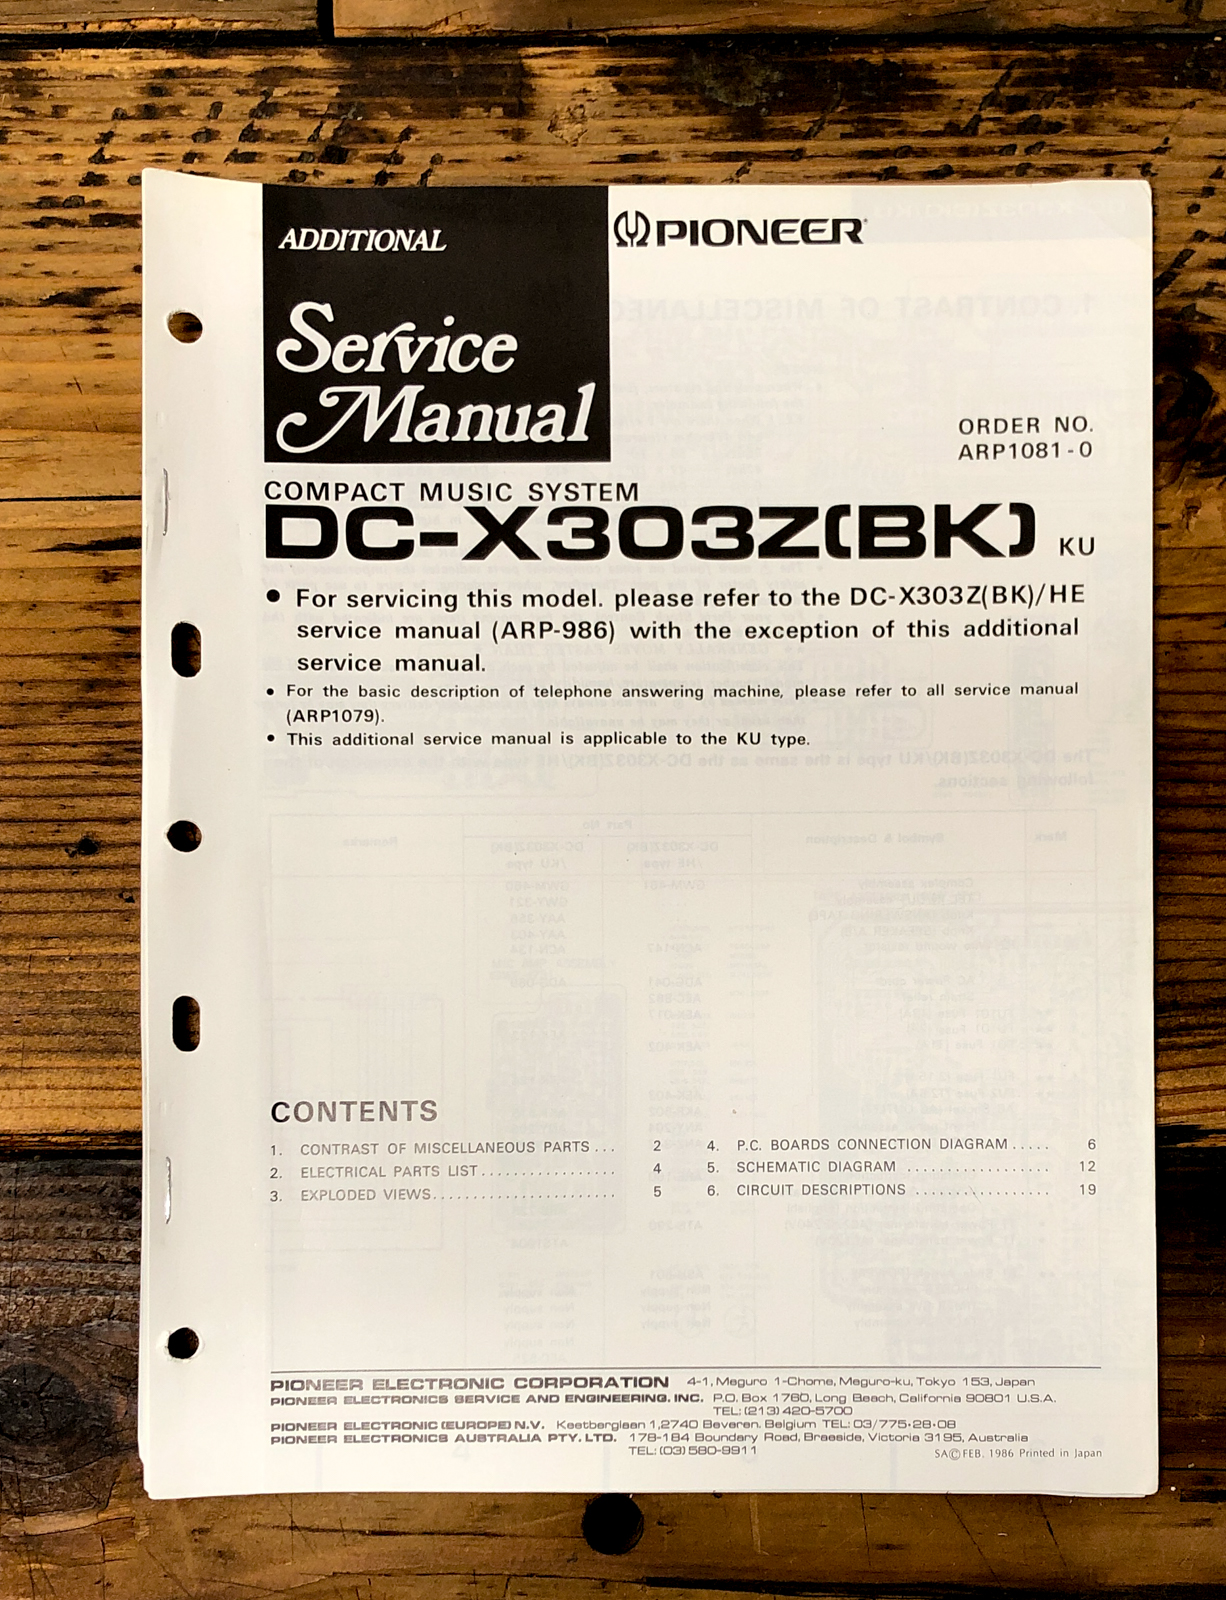 ADDITIONAL
Service
Manual
PIONEER
ORDER NO.
ARP1081-0
COMPACT MUSIC SYSTEM
DC-X303Z(BK) KU
● For servicing this model. please refer to the DC-X303Z(BK)/HE
service manual (ARP-986) with the exception of this additional
service manual.
● For the basic description of telephone answering machine, please refer to all service manual
(ARP1079).
● This additional service manual is applicable to the KU type.
CONTENTS
1. CONTRAST OF MISCELLANEOUS PARTS ... 2
2. ELECTRICAL PARTS LIST ................. 4
3. EXPLODED VIEWS ....................... 5
4. P.C. BOARDS CONNECTION DIAGRAM ..... 6
5. SCHEMATIC DIAGRAM .................. 12
6. CIRCUIT DESCRIPTIONS ................. 19
PIONEER ELECTRONIC CORPORATION 4-1, Meguro 1-Chome, Meguro-ku, Tokyo 153, Japan
PIONEER ELECTRONICS SERVICE AND ENGINEERING. INC. P.O. Box 1760, Long Beach, California 90801 U.S.A.
TEL: (213) 420-5700
PIONEER ELECTRONIC (EUROPE) N.V. Keetberglaan 1, 2740 Beveren. Belgium TEL: 03/775·28·08
PIONEER ELECTRONICS AUSTRALIA PTY. LTD. 178-184 Boundary Road, Braeside, Victoria 3195, Australia
TEL: (03) 580-9911
SA © FEB. 1986 Printed in Japan